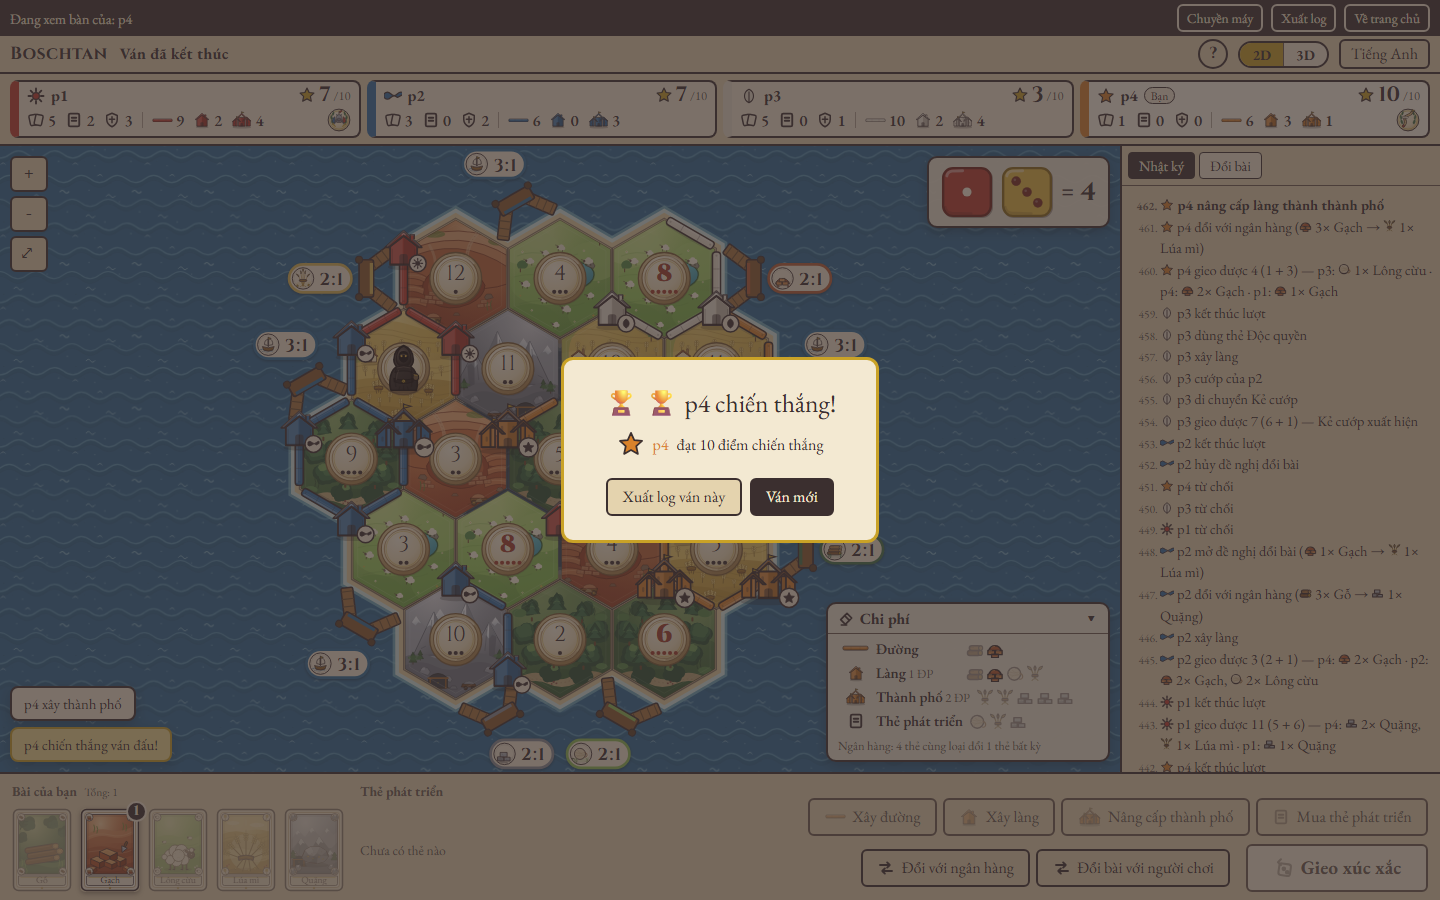 Đang xem bàn của: p4
Chuyền máy
Xuất log
Về trang chủ
BOSCHTAN Ván đã kết thúc
?
2D 3D
Tiếng Anh
p1 7/10
5 2 3 9 2 4
p2 7/10
3 0 2 6 0 3
p3 3/10
5 0 1 10 2 4
p4 Bạn 10/10
1 0 0 6 3 1
+
-
3:1
2:1
2:1
3:1
3:1
2:1
3:1
2:1
2:1
12
4
8
11
9
3
3
8
10
2
6
= 4
p4 chiến thắng!
p4 đạt 10 điểm chiến thắng
Xuất log ván này
Ván mới
Nhật ký
Đổi bài
462. p4 nâng cấp làng thành thành phố
461. p4 đổi với ngân hàng (3× Gạch → 1×
Lúa mì)
460. p4 gieo được 4 (1 + 3) — p3: 1× Lông cừu ·
p4: 2× Gạch · p1: 1× Gạch
459. p3 kết thúc lượt
458. p3 dùng thẻ Độc quyền
457. p3 xây làng
456. p3 cướp của p2
455. p3 di chuyển Kẻ cướp
454. p3 gieo được 7 (6 + 1) — Kẻ cướp xuất hiện
453. p2 kết thúc lượt
452. p2 hủy đề nghị đổi bài
451. p4 từ chối
450. p3 từ chối
449. p1 từ chối
448. p2 mở đề nghị đổi bài (1× Gạch → 1×
Lúa mì)
447. p2 đổi với ngân hàng (3× Gỗ → 1×
Quặng)
446. p2 xây làng
445. p2 gieo được 3 (2 + 1) — p4: 2× Gạch · p2:
2× Gạch, 2× Lông cừu
444. p1 kết thúc lượt
443. p1 gieo được 11 (5 + 6) — p4: 2× Quặng,
1× Lúa mì · p1: 1× Quặng
442. p4 kết thúc lượt
Chi phí
Đường
Làng 1 ĐP
Thành phố 2 ĐP
Thẻ phát triển
Ngân hàng: 4 thẻ cùng loại đổi 1 thẻ bất kỳ
p4 xây thành phố
p4 chiến thắng ván đấu!
Bài của bạn Tổng: 1
1
Gỗ
Gạch
Lông cừu
Lúa mì
Quặng
Thẻ phát triển
Chưa có thẻ nào
Xây đường
Xây làng
Nâng cấp thành phố
Mua thẻ phát triển
Đổi với ngân hàng
Đổi bài với người chơi
Gieo xúc xắc